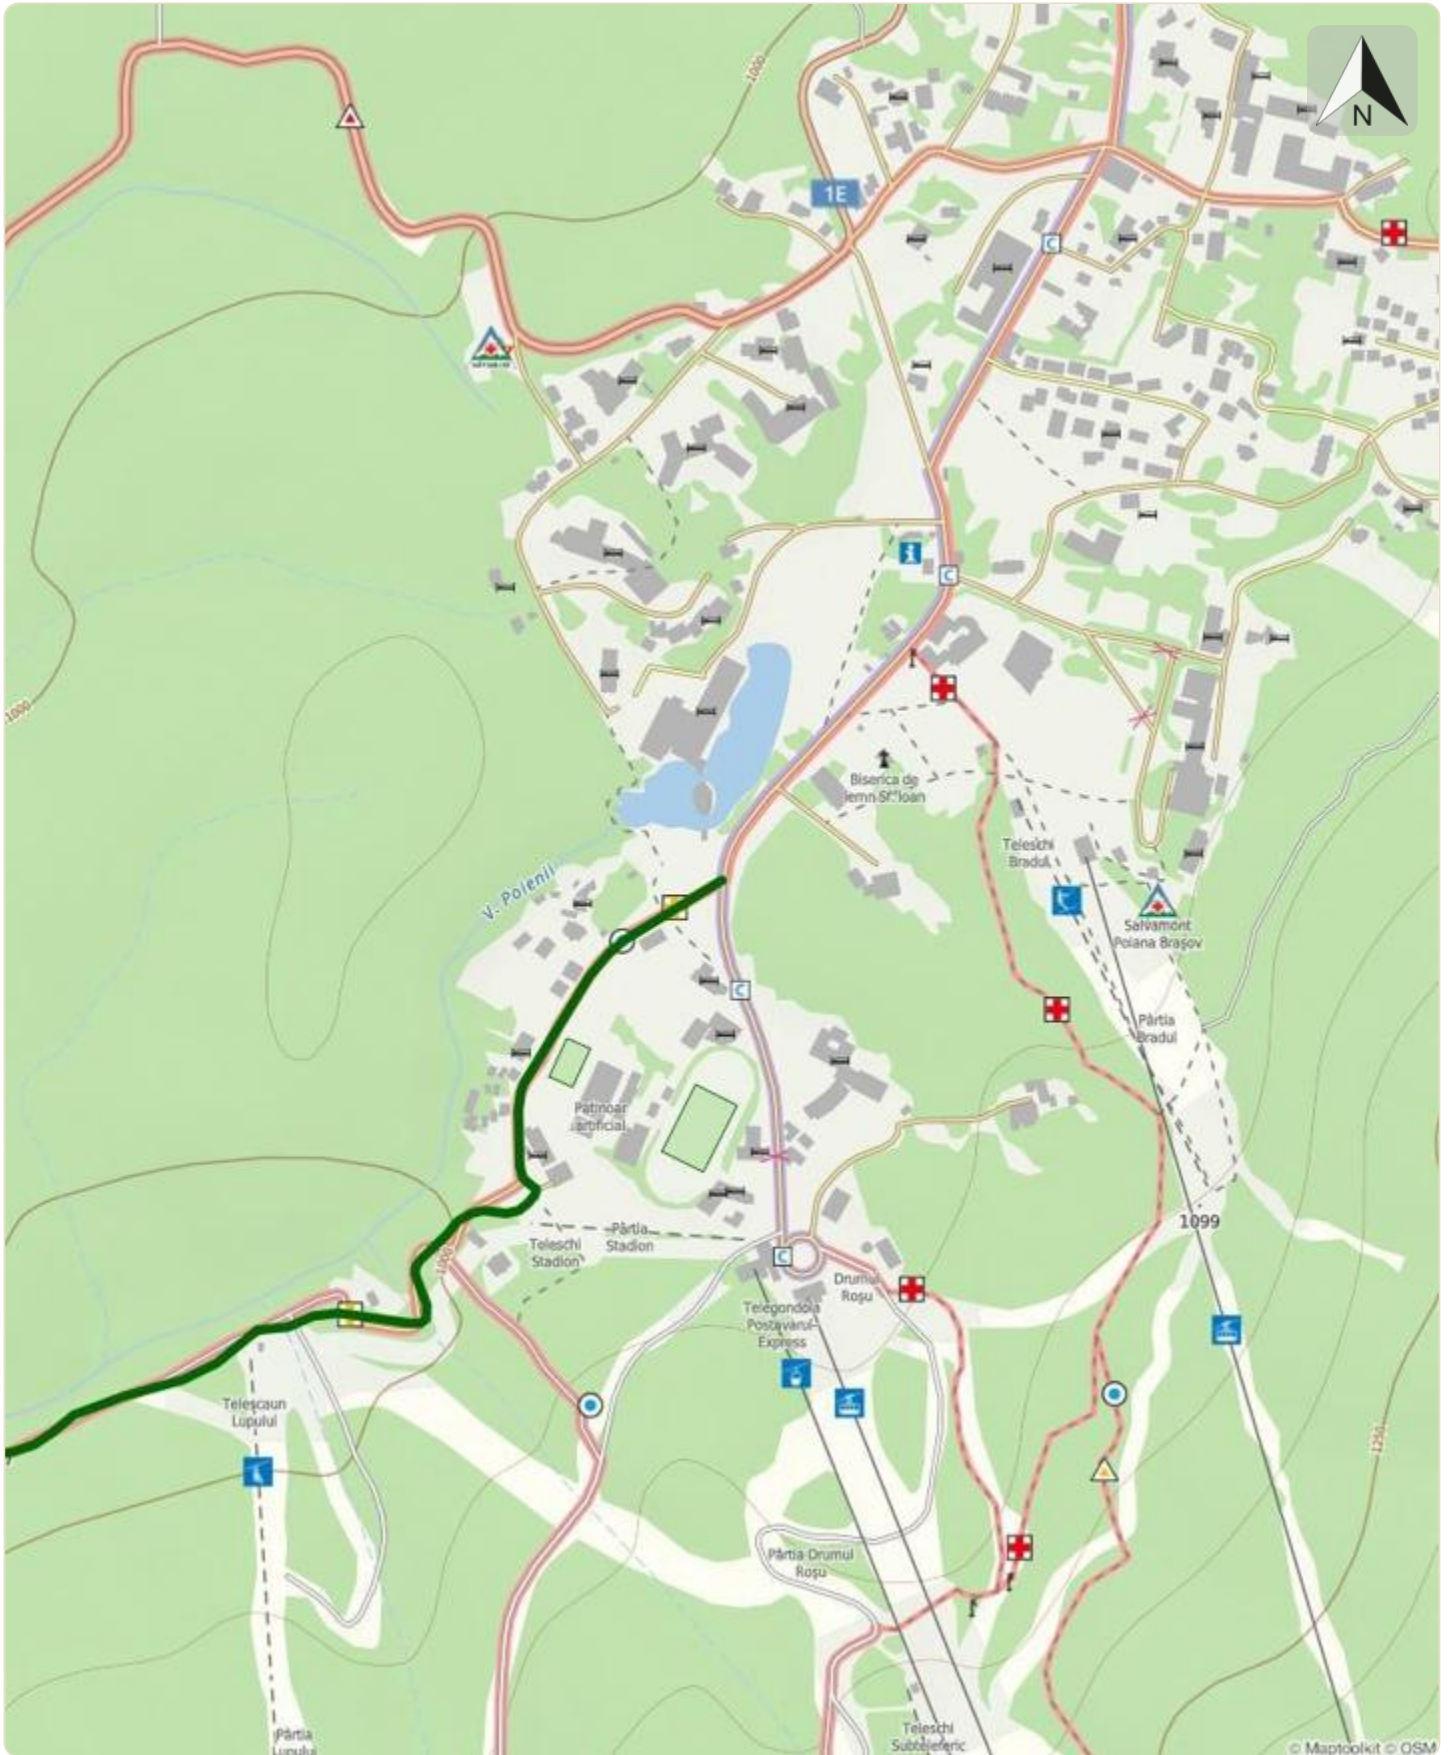 1000
N
1E
C
1000
C
Biserica de
lemn Sf. Ioan
Teleschi
Bradul
V. Poienii
Salvamont
Poiana Brașov
C
Pârtia
Bradul
Patinoar
artificial
1099
Pârtia
Stadion
Teleschi
Stadion
1000
C
Drumul
Roșu
Telegondola
Postavarul-
Express
Telescaun
Lupului
1250
Pârtia Drumul
Roșu
Pârtia
Lupului
Teleschi
Subteleferic
© Maptoolkit © OSM